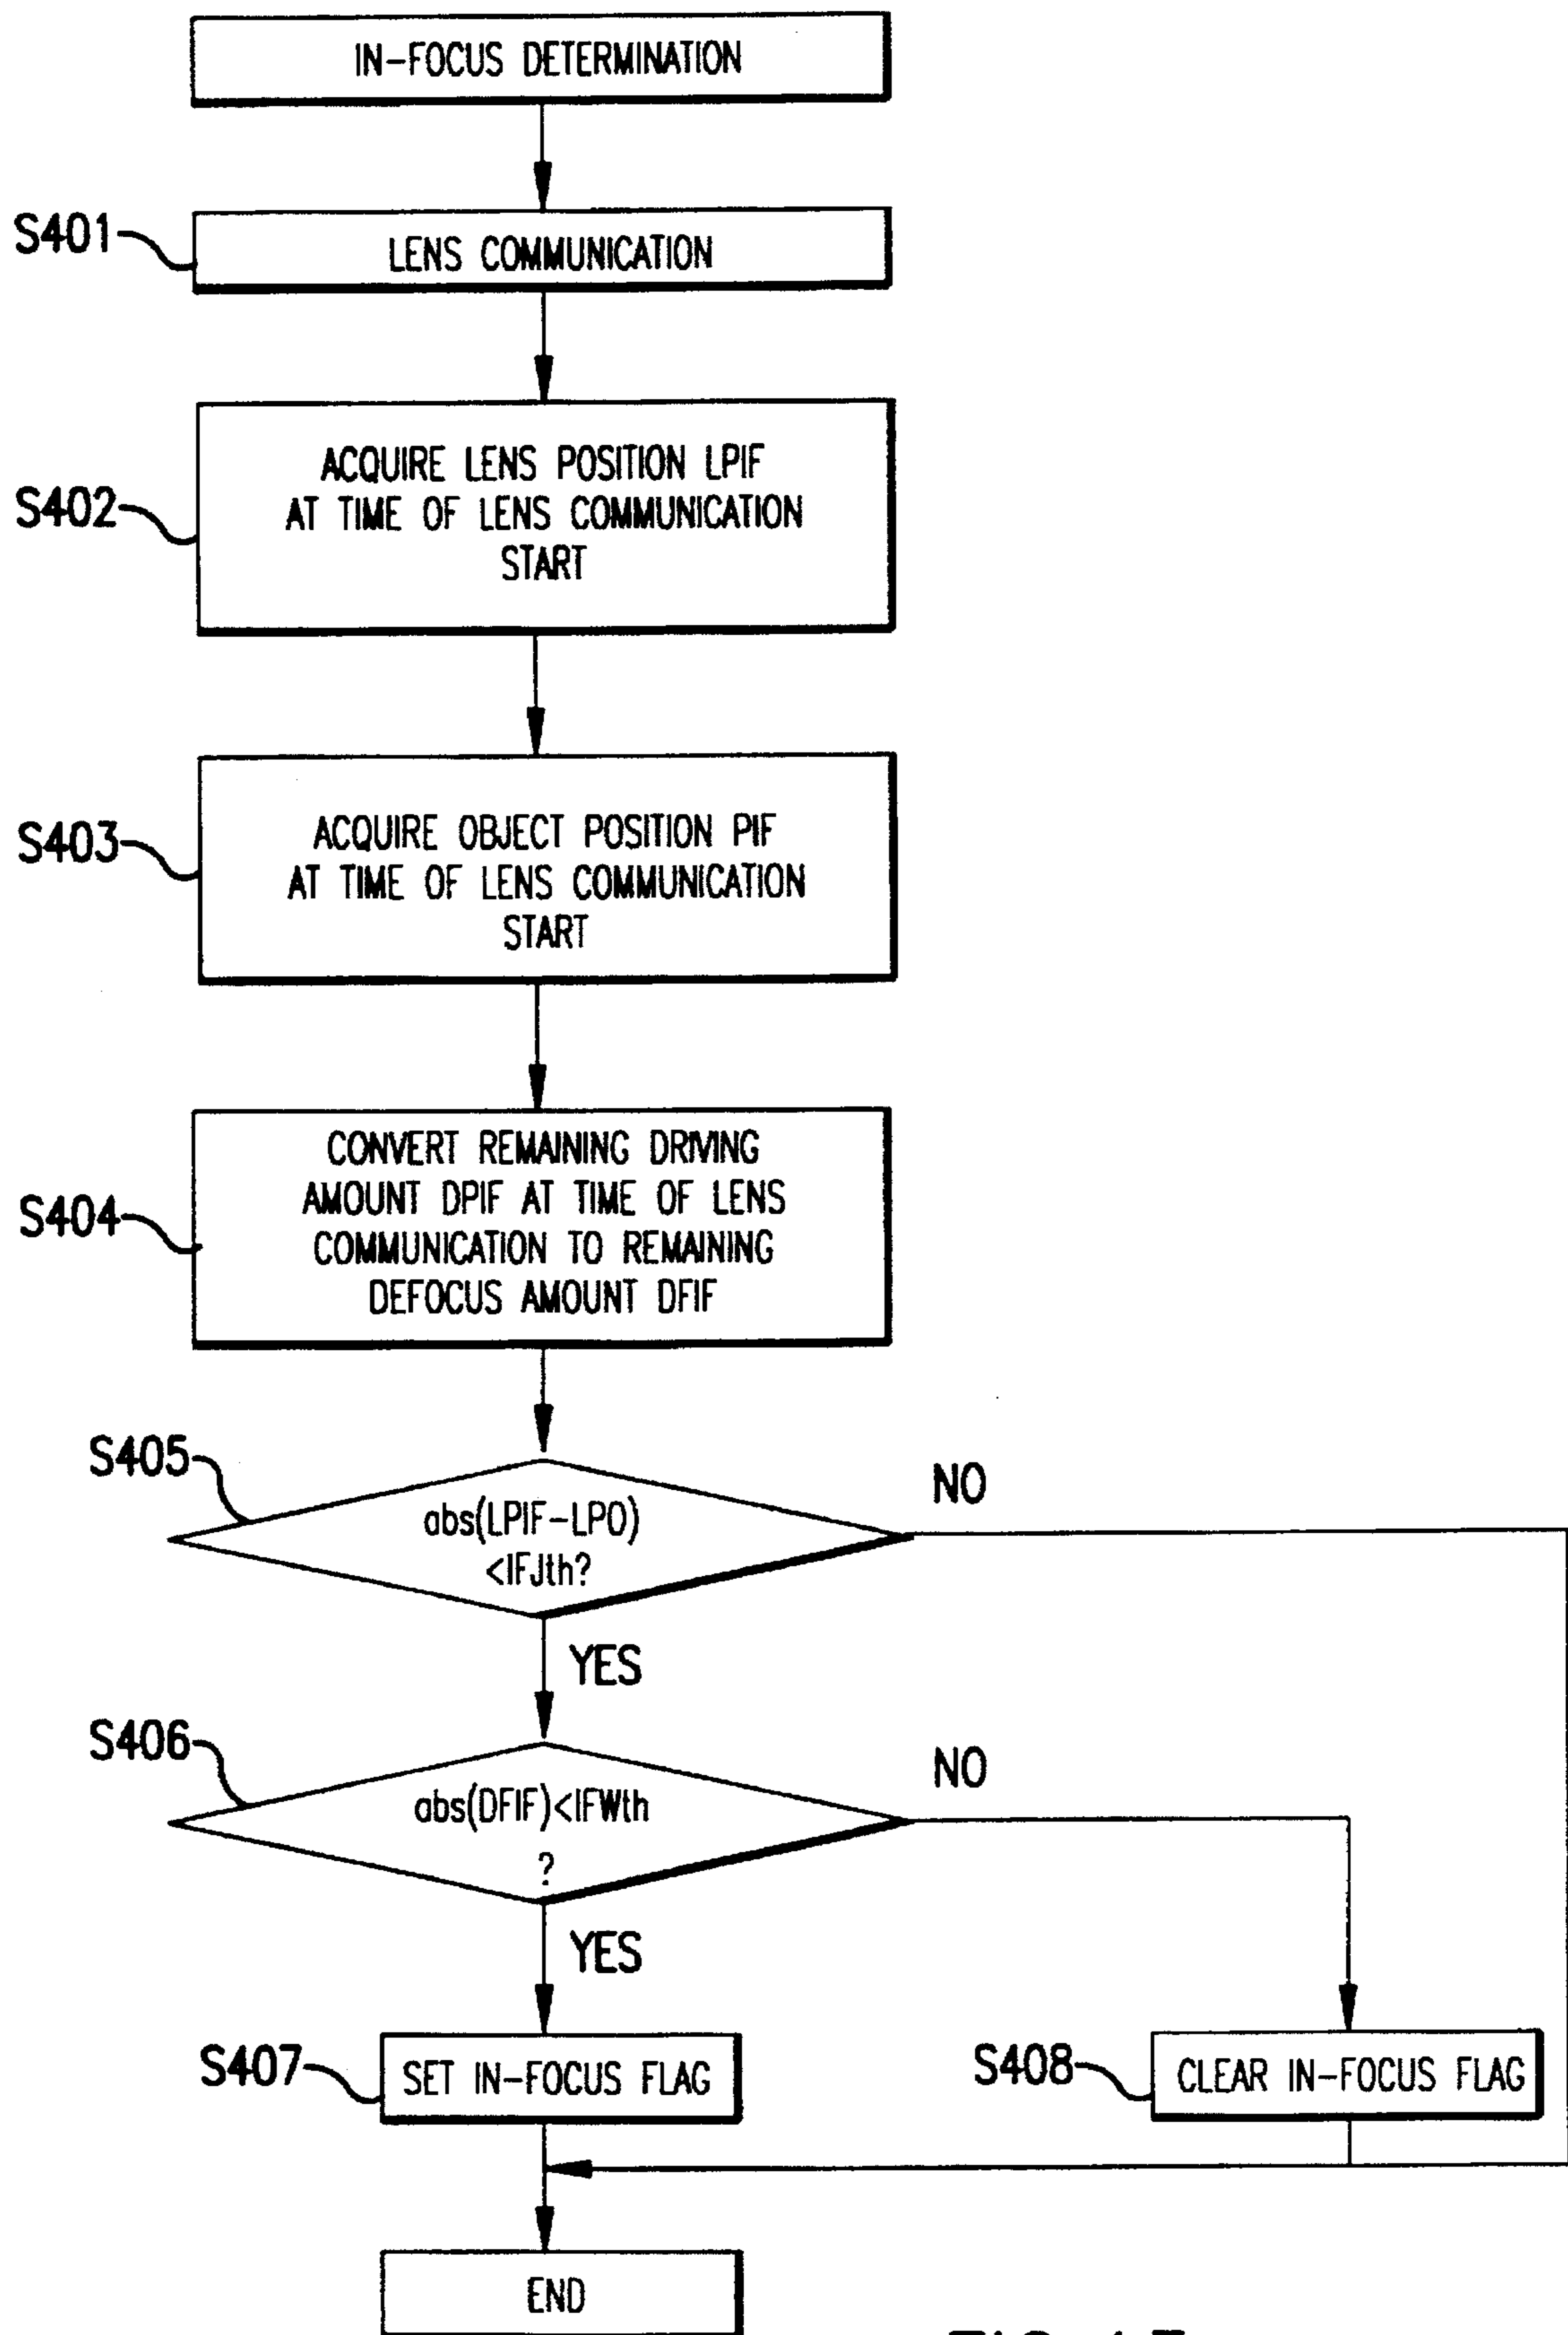 IN-FOCUS DETERMINATION
S401
LENS COMMUNICATION
S402
ACQUIRE LENS POSITION LPIF
AT TIME OF LENS COMMUNICATION
START
S403
ACQUIRE OBJECT POSITION PIF
AT TIME OF LENS COMMUNICATION
START
S404
CONVERT REMAINING DRIVING
AMOUNT DPIF AT TIME OF LENS
COMMUNICATION TO REMAINING
DEFOCUS AMOUNT DFIF
S405
abs(LPIF-LPO)
<IFJth?
NO
YES
S406
abs(DFIF)<IFWth
?
NO
YES
S407
SET IN-FOCUS FLAG
S408
CLEAR IN-FOCUS FLAG
END